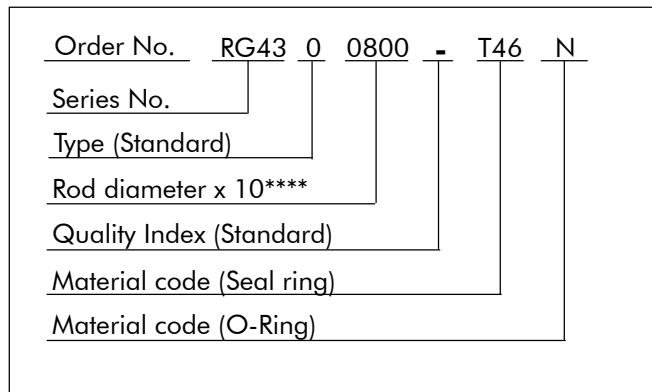 Order No. RG43 0 0800 - T46 N
Series No.
Type (Standard)
Rod diameter x 10****
Quality Index (Standard)
Material code (Seal ring)
Material code (O-Ring)